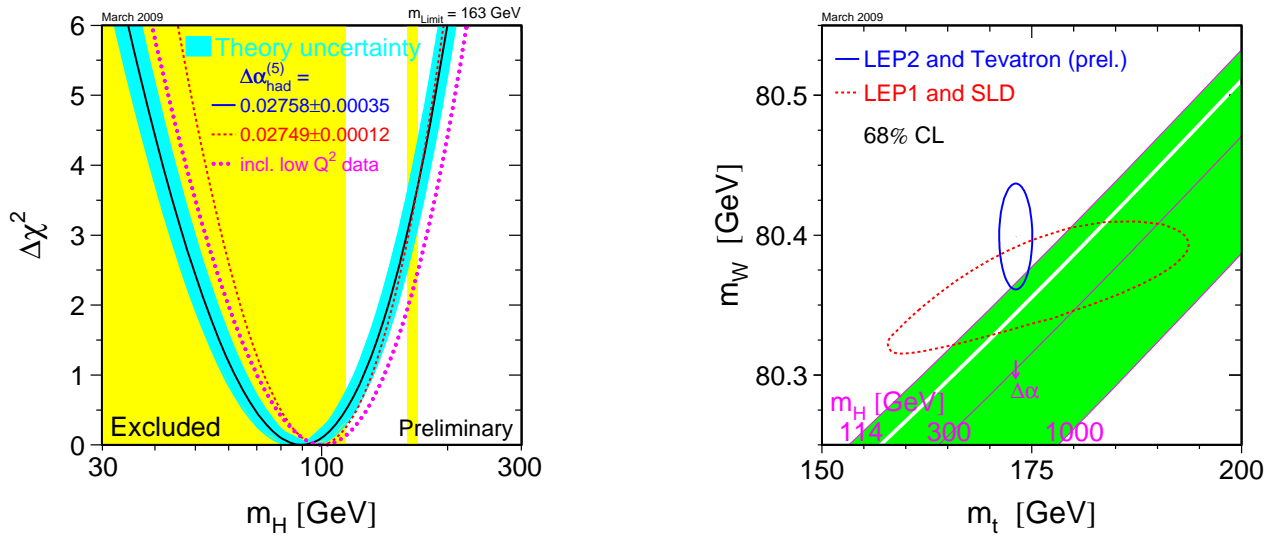 March 2009
m_Limit = 163 GeV
6
5
4
3
2
1
0
Δχ²
Theory uncertainty
Δα_had^(5) =
0.02758±0.00035
0.02749±0.00012
incl. low Q² data
Excluded
Preliminary
30
100
300
m_H [GeV]
March 2009
LEP2 and Tevatron (prel.)
LEP1 and SLD
68% CL
80.5
80.4
80.3
m_W [GeV]
Δα
m_H [GeV]
114 300 1000
150
175
200
m_t [GeV]